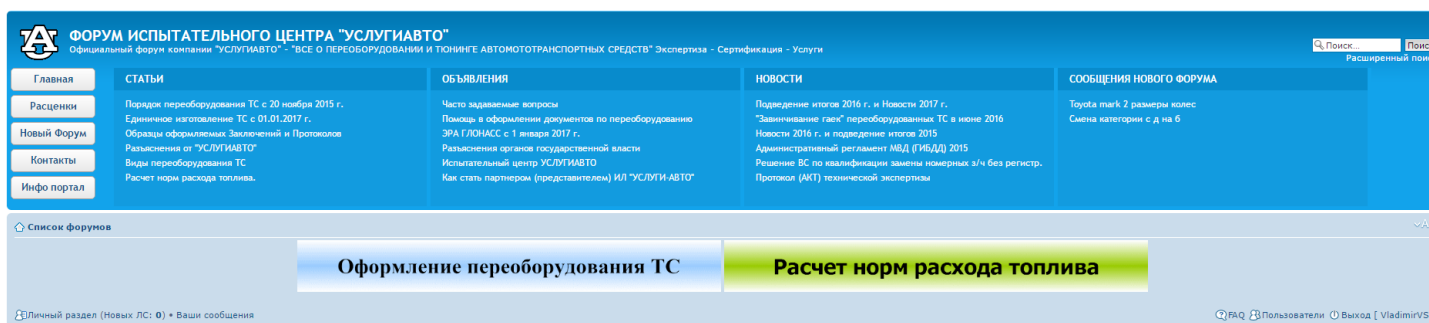 ФОРУМ ИСПЫТАТЕЛЬНОГО ЦЕНТРА "УСЛУГИАВТО"
Официальный форум компании "УСЛУГИАВТО" - "ВСЕ О ПЕРЕОБОРУДОВАНИИ И ТЮНИНГЕ АВТОМОТОТРАНСПОРТНЫХ СРЕДСТВ" Экспертиза - Сертификация - Услуги
Поиск...
Расширенный
Главная
Расценки
Новый Форум
Контакты
Инфо портал
СТАТЬИ
Порядок переоборудования ТС с 20 ноября 2015 г.
Единичное изготовление ТС с 01.01.2017 г.
Образцы оформляемых Заключений и Протоколов
Разъяснения от "УСЛУГИАВТО"
Виды переоборудования ТС
Расчет норм расхода топлива.
ОБЪЯВЛЕНИЯ
Часто задаваемые вопросы
Помощь в оформлении документов по переоборудованию
ЭРА ГЛОНАСС с 1 января 2017 г.
Разъяснения органов государственной власти
Испытательный центр УСЛУГИАВТО
Как стать партнером (представителем) ИЛ "УСЛУГИ-АВТО"
НОВОСТИ
Подведение итогов 2016 г. и Новости 2017 г.
"Завинчивание гаек" переоборудованных ТС в июне 2016
Новости 2016 г. и подведение итогов 2015
Административный регламент МВД (ГИБДД) 2015
Решение ВС по квалификации замены номерных з/ч без регистр.
Протокол (АКТ) технической экспертизы
СООБЩЕНИЯ НОВОГО ФОРУМА
Toyota mark 2 размеры колес
Смена категории с д на б
Список форумов
Оформление переоборудования ТС
Расчет норм расхода топлива
Личный раздел (Новых ЛС: 0) • Ваши сообщения
FAQ Пользователи Выход [ VladimirVS